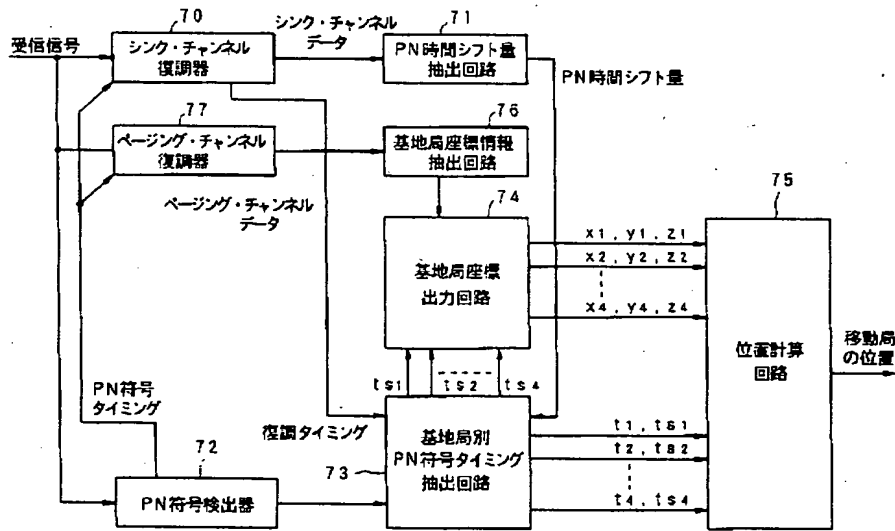 受信信号
70
シンク・チャンネル
復調器
シンク・チャンネル
データ
71
PN時間シフト量
抽出回路
PN時間シフト量
77
ページング・チャンネル
復調器
ページング・チャンネル
データ
76
基地局座標情報
抽出回路
74
基地局座標
出力回路
x1, y1, z1
x2, y2, z2
x4, y4, z4
75
位置計算
回路
移動局
の位置
ts1
ts2
ts4
PN符号
タイミング
復調タイミング
73
基地局別
PN符号タイミング
抽出回路
t1, ts1
t2, ts2
t4, ts4
72
PN符号検出器